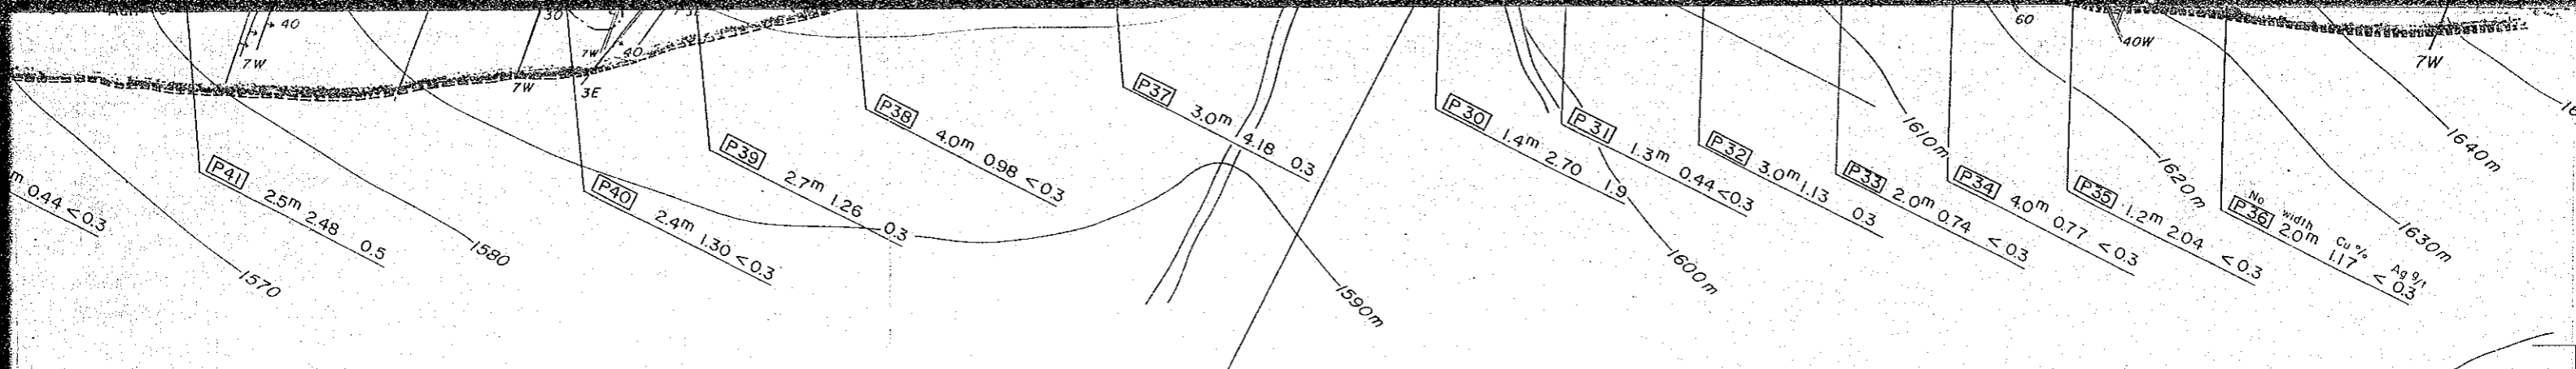 40
7W
30
7W
40
7W
3E
60
40W
7W
m 0.44 <0.3
P41 2.5m 2.48 0.5
P40 2.4m 1.30 <0.3
P39 2.7m 1.26 0.3
P38 4.0m 0.98 <0.3
P37 3.0m 4.18 0.3
P30 1.4m 2.70 1.9
P31 1.3m 0.44 <0.3
P32 3.0m 1.13 0.3
P33 2.0m 0.74 <0.3
P34 4.0m 0.77 <0.3
P35 1.2m 2.04 <0.3
No width Cu % Ag g/t
P36 2.0m 1.17 <0.3
1570
1580
1590m
1600m
1610m
1620m
1630m
1640m